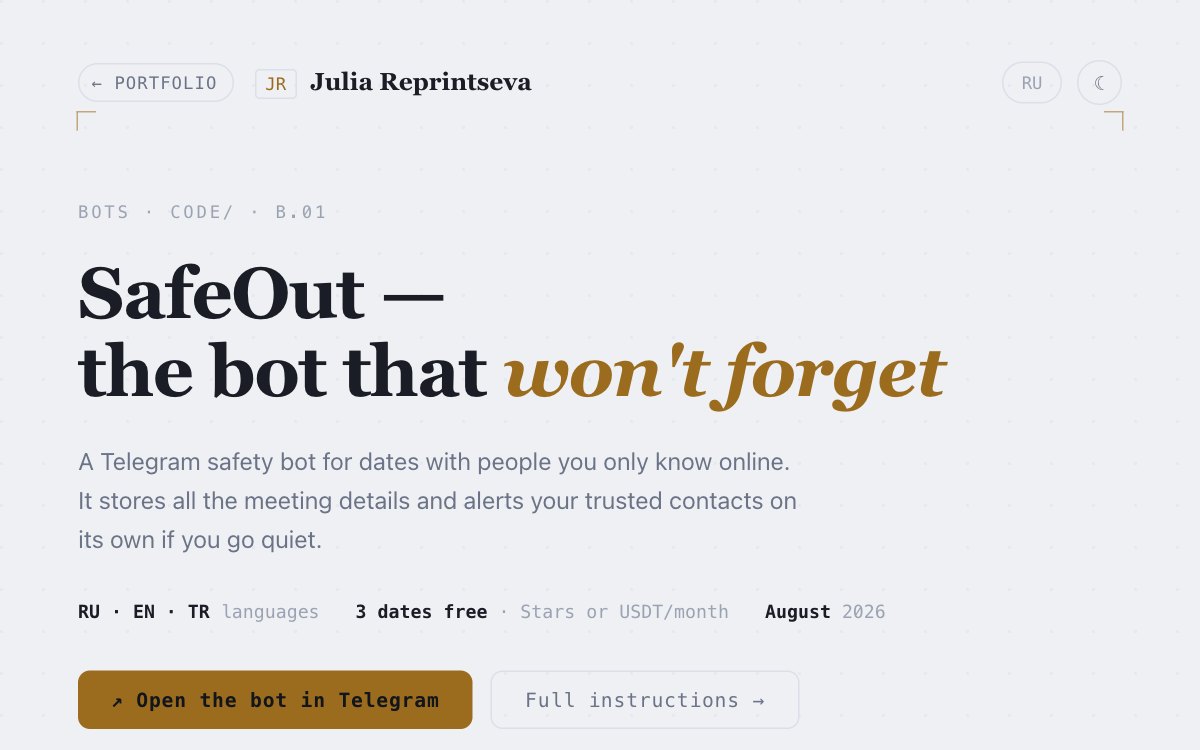 ← PORTFOLIO JR Julia Reprintseva RU ☾
BOTS · CODE/ · B.01
SafeOut —
the bot that won't forget
A Telegram safety bot for dates with people you only know online.
It stores all the meeting details and alerts your trusted contacts on
its own if you go quiet.
RU · EN · TR languages 3 dates free · Stars or USDT/month August 2026
↗ Open the bot in Telegram Full instructions →